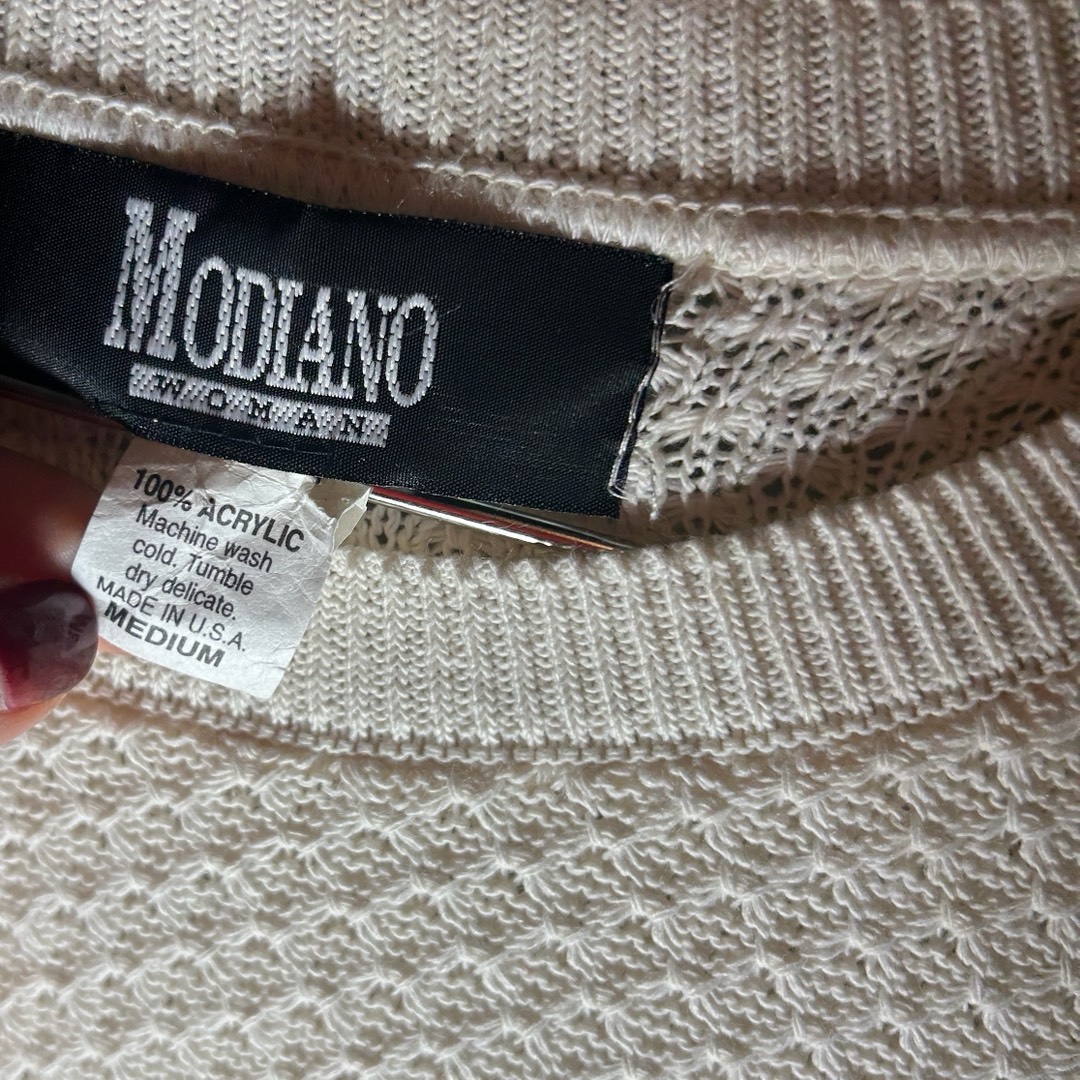 MODIANO
WOMAN
100% ACRYLIC
Machine wash
cold. Tumble
dry delicate.
MADE IN U.S.A.
MEDIUM